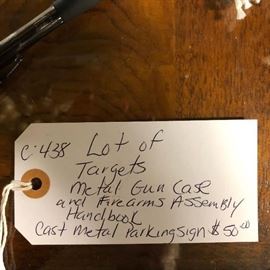 C-438 Lot of
Targets
Metal Gun Case
and Firearms Assembly
Handbook
Cast Metal Parking Sign $50.00